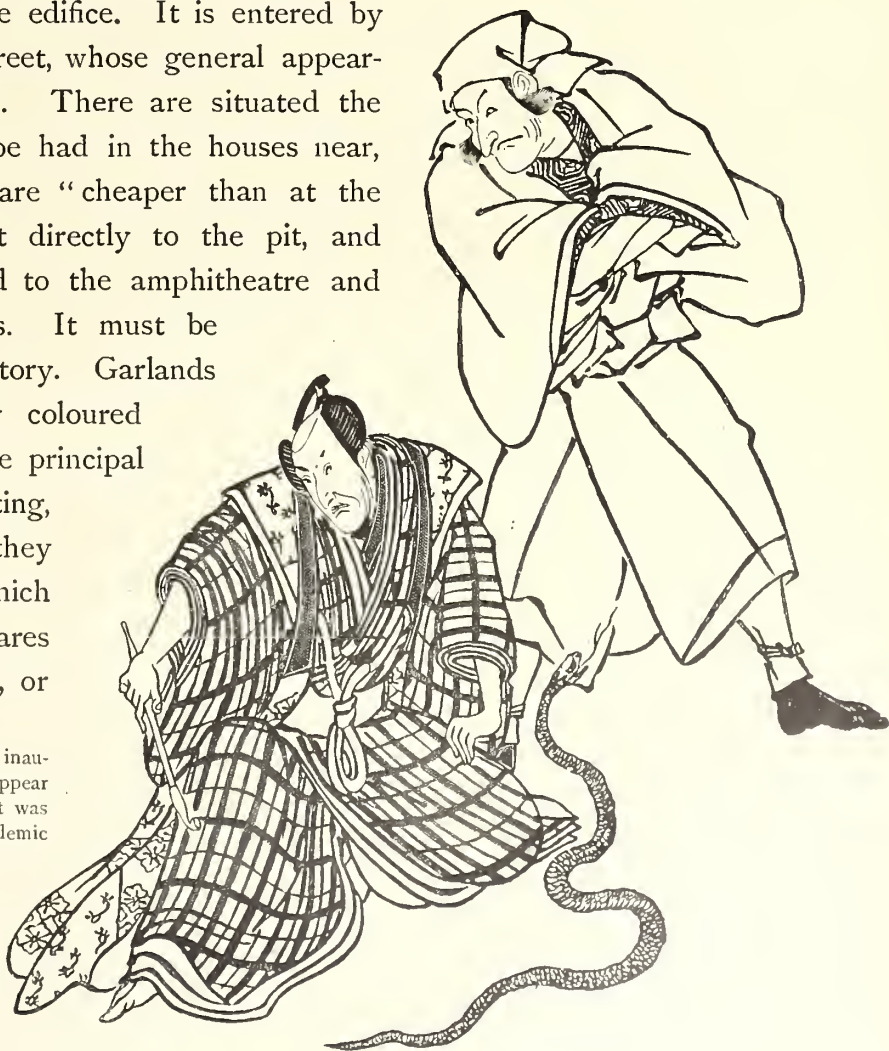 e edifice. It is entered by
reet, whose general appear-
. There are situated the
be had in the houses near,
are “cheaper than at the
t directly to the pit, and
d to the amphitheatre and
s. It must be
tory. Garlands
coloured
e principal
ting,
they
hich
ares
, or
inau-
ppear
t was
demic